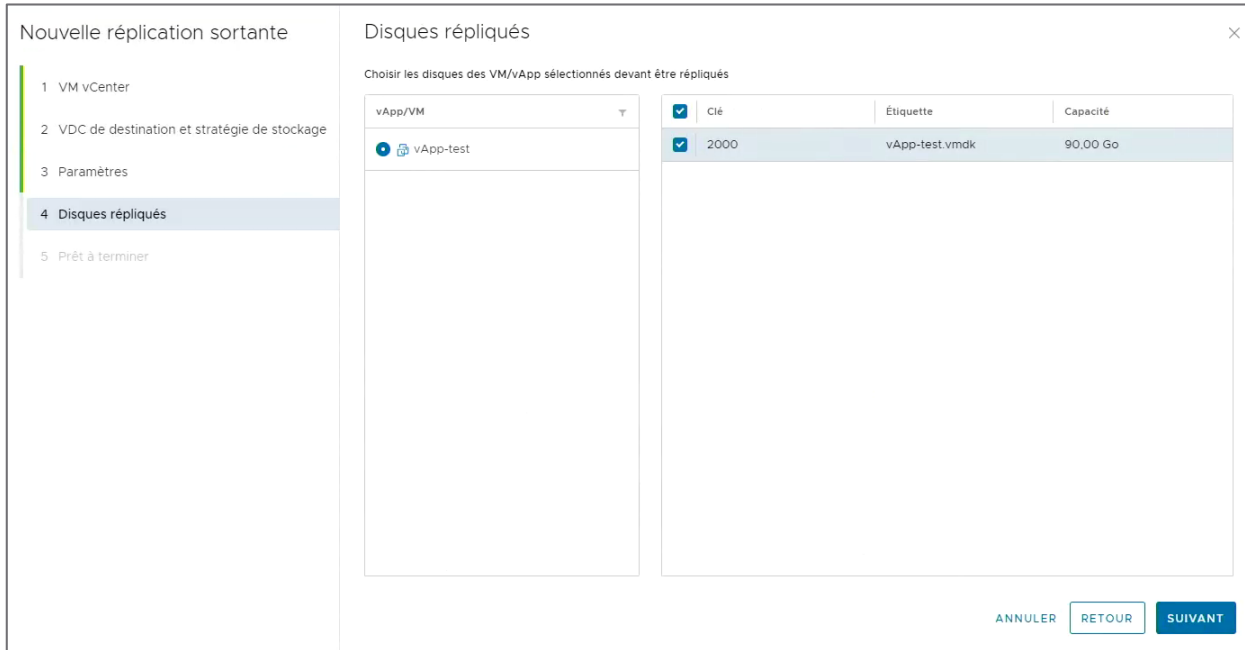 Nouvelle réplication sortante
1 VM vCenter
2 VDC de destination et stratégie de stockage
3 Paramètres
4 Disques répliqués
5 Prêt à terminer
Disques répliqués
Choisir les disques des VM/vApp sélectionnés devant être répliqués
vApp/VM
vApp-test
Clé Étiquette Capacité
2000 vApp-test.vmdk 90,00 Go
ANNULER RETOUR SUIVANT